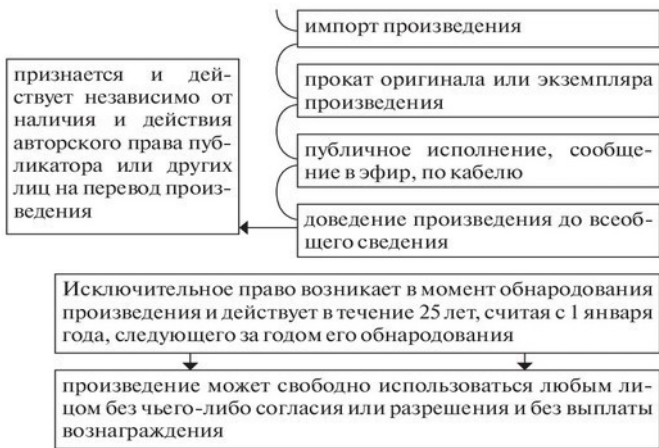 импорт произведения
признается и дей-
ствует независимо от
наличия и действия
авторского права пуб-
ликатора или других
лиц на перевод произ-
ведения
прокат оригинала или экземпляра
произведения
публичное исполнение, сообще-
ние в эфир, по кабелю
доведение произведения до всеоб-
щего сведения
Исключительное право возникает в момент обнародования
произведения и действует в течение 25 лет, считая с 1 января
года, следующего за годом его обнародования
произведение может свободно использоваться любым ли-
цом без чьего-либо согласия или разрешения и без выплаты
вознаграждения